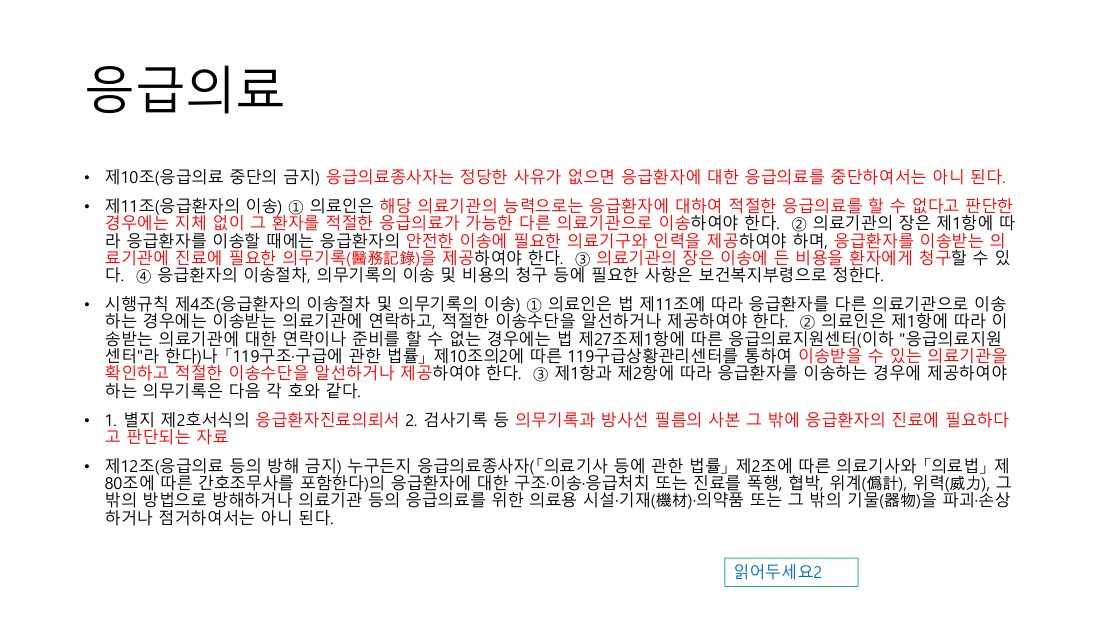 응급의료
• 제10조(응급의료 중단의 금지) 응급의료종사자는 정당한 사유가 없으면 응급환자에 대한 응급의료를 중단하여서는 아니 된다.
• 제11조(응급환자의 이송) ① 의료인은 해당 의료기관의 능력으로는 응급환자에 대하여 적절한 응급의료를 할 수 없다고 판단한
경우에는 지체 없이 그 환자를 적절한 응급의료가 가능한 다른 의료기관으로 이송하여야 한다. ② 의료기관의 장은 제1항에 따
라 응급환자를 이송할 때에는 응급환자의 안전한 이송에 필요한 의료기구와 인력을 제공하여야 하며, 응급환자를 이송받는 의
료기관에 진료에 필요한 의무기록(醫務記錄)을 제공하여야 한다. ③ 의료기관의 장은 이송에 든 비용을 환자에게 청구할 수 있
다. ④ 응급환자의 이송절차, 의무기록의 이송 및 비용의 청구 등에 필요한 사항은 보건복지부령으로 정한다.
• 시행규칙 제4조(응급환자의 이송절차 및 의무기록의 이송) ① 의료인은 법 제11조에 따라 응급환자를 다른 의료기관으로 이송
하는 경우에는 이송받는 의료기관에 연락하고, 적절한 이송수단을 알선하거나 제공하여야 한다. ② 의료인은 제1항에 따라 이
송받는 의료기관에 대한 연락이나 준비를 할 수 없는 경우에는 법 제27조제1항에 따른 응급의료지원센터(이하 "응급의료지원
센터"라 한다)나 「119구조·구급에 관한 법률」 제10조의2에 따른 119구급상황관리센터를 통하여 이송받을 수 있는 의료기관을
확인하고 적절한 이송수단을 알선하거나 제공하여야 한다. ③ 제1항과 제2항에 따라 응급환자를 이송하는 경우에 제공하여야
하는 의무기록은 다음 각 호와 같다.
• 1. 별지 제2호서식의 응급환자진료의뢰서 2. 검사기록 등 의무기록과 방사선 필름의 사본 그 밖에 응급환자의 진료에 필요하다
고 판단되는 자료
• 제12조(응급의료 등의 방해 금지) 누구든지 응급의료종사자(「의료기사 등에 관한 법률」 제2조에 따른 의료기사와 「의료법」 제
80조에 따른 간호조무사를 포함한다)의 응급환자에 대한 구조·이송·응급처치 또는 진료를 폭행, 협박, 위계(僞計), 위력(威力), 그
밖의 방법으로 방해하거나 의료기관 등의 응급의료를 위한 의료용 시설·기재(機材)·의약품 또는 그 밖의 기물(器物)을 파괴·손상
하거나 점거하여서는 아니 된다.
읽어두세요2